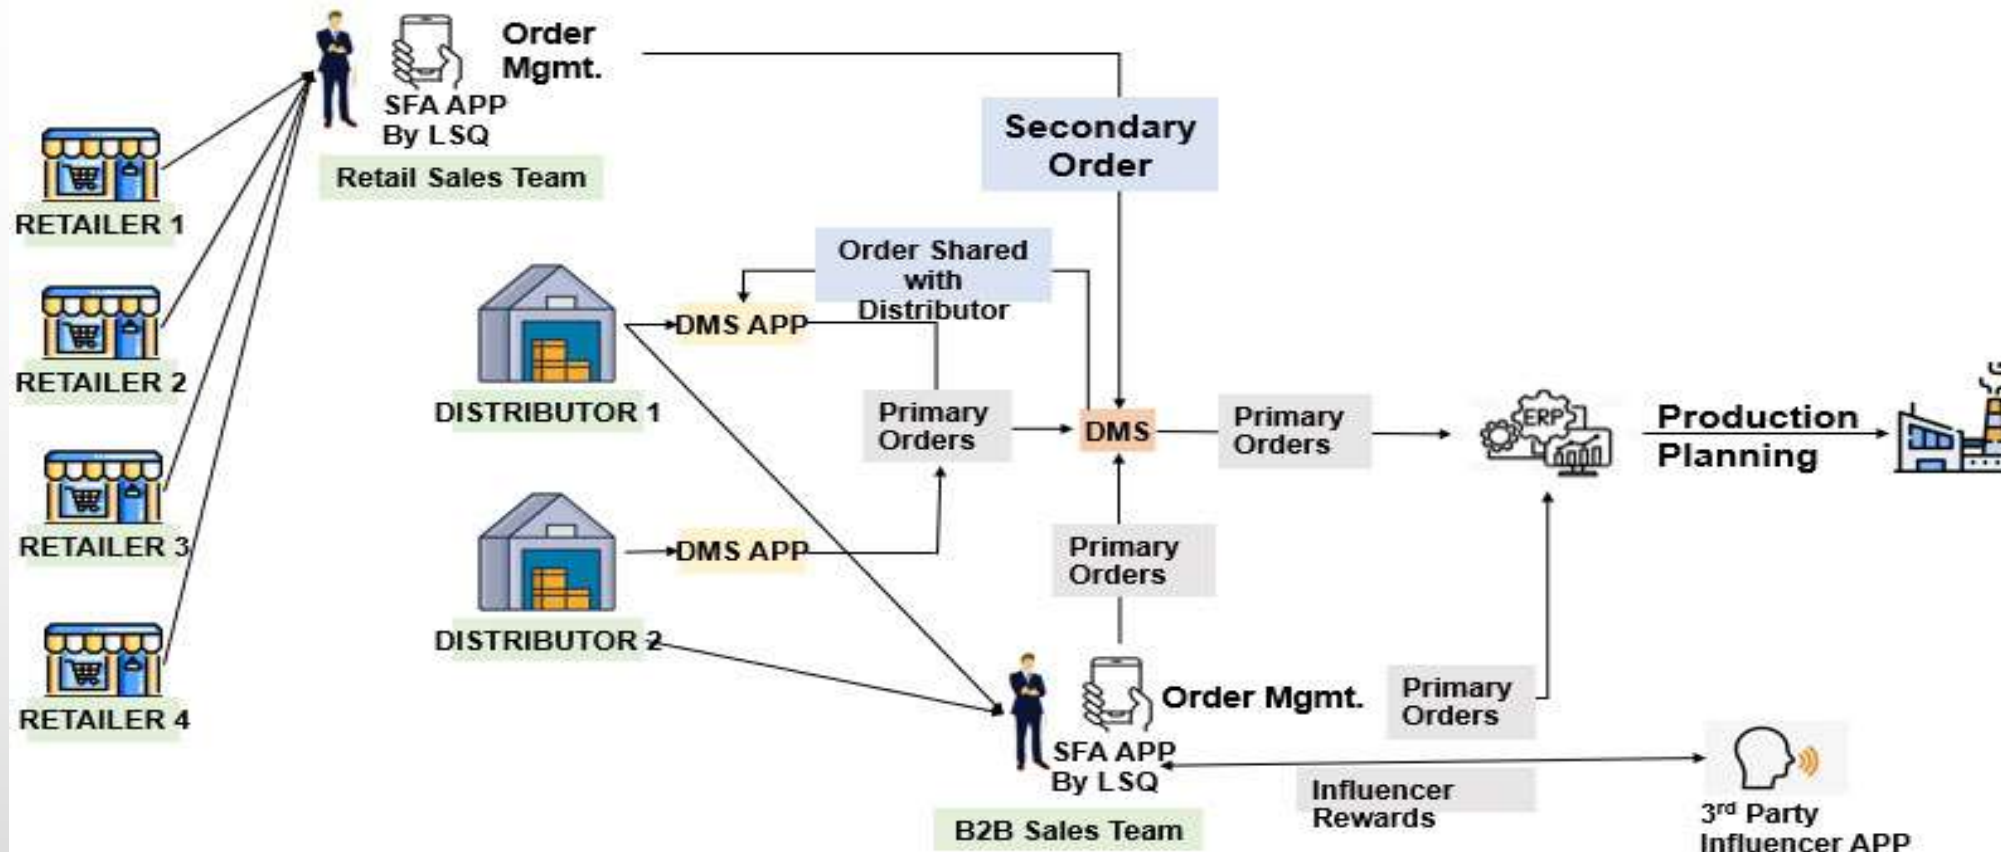 Order
Mgmt.
SFA APP
By LSQ
Retail Sales Team
RETAILER 1
RETAILER 2
RETAILER 3
RETAILER 4
Secondary
Order
Order Shared
with
Distributor
DMS APP
DISTRIBUTOR 1
Primary
Orders
DMS
Primary
Orders
ERP
Production
Planning
DMS APP
DISTRIBUTOR 2
Primary
Orders
Order Mgmt.
SFA APP
By LSQ
B2B Sales Team
Primary
Orders
Influencer
Rewards
3rd Party
Influencer APP